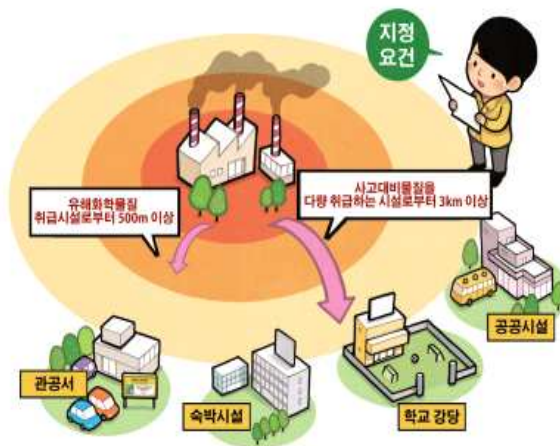 지정
요건
유해화학물질
취급시설로부터 500m 이상
사고대비물질을
다량 취급하는 시설로부터 3km 이상
공공시설
관공서
숙박시설
학교 강당